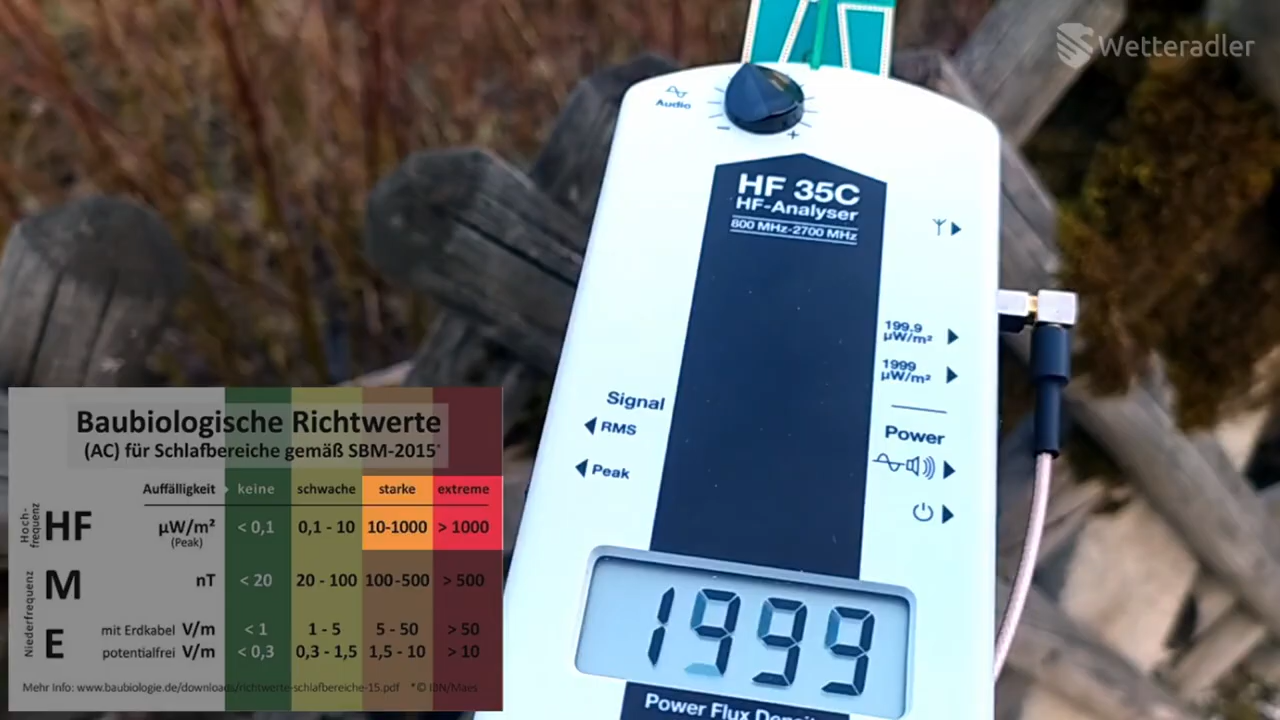 Wetteradler
Audio
− +
HF 35C
HF-Analyser
800 MHz-2700 MHz
199.9
µW/m²
1999
µW/m²
Signal
RMS
Peak
Power
1999
Power Flux
Baubiologische Richtwerte
(AC) für Schlafbereiche gemäß SBM-2015*
Auffälligkeit keine schwache starke extreme
Hoch-
frequenz
HF µW/m² < 0,1 0,1 - 10 10-1000 > 1000
(Peak)
Niederfrequenz
M nT < 20 20 - 100 100-500 > 500
E mit Erdkabel V/m < 1 1 - 5 5 - 50 > 50
potentialfrei V/m < 0,3 0,3 - 1,5 1,5 - 10 > 10
Mehr Info: www.baubiologie.de/downloads/richtwerte-schlafbereiche-15.pdf *© IBN/Maes